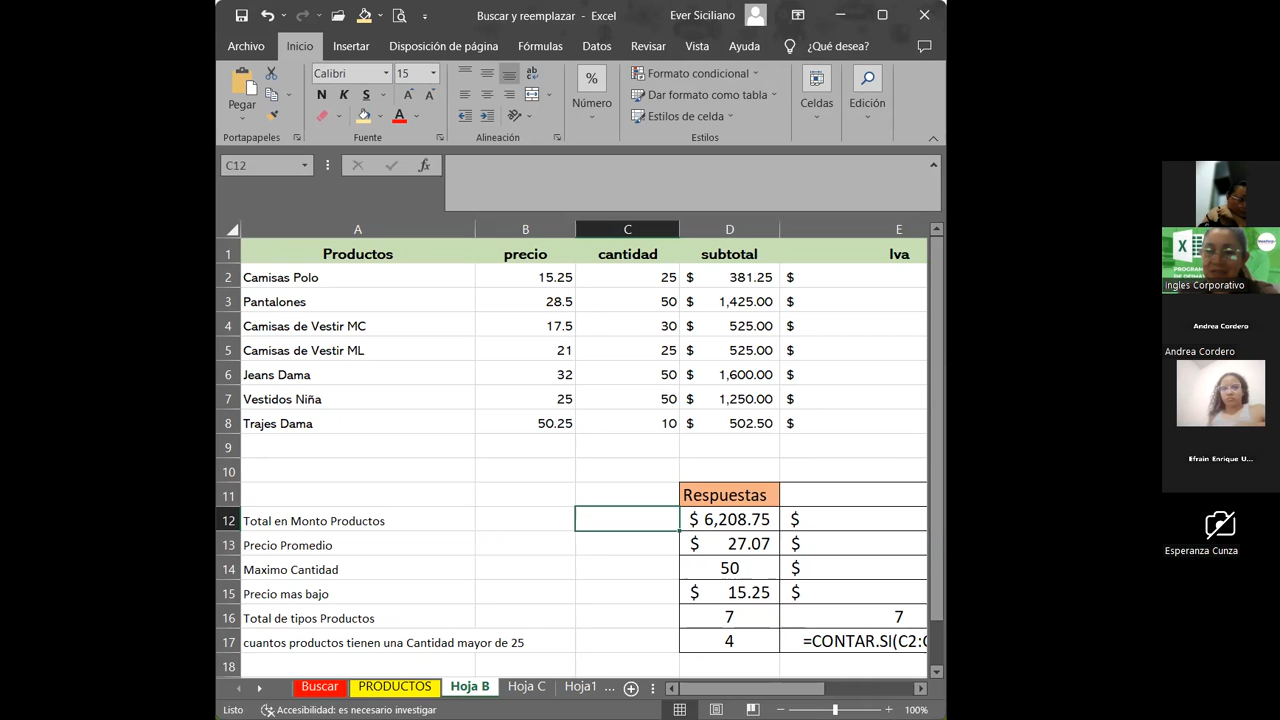 Buscar y reemplazar - Excel
Ever Siciliano
Archivo Inicio Insertar Disposición de página Fórmulas Datos Revisar Vista Ayuda ¿Qué desea?
Pegar
Calibri 15
N K S
Número
Formato condicional
Dar formato como tabla
Estilos de celda
Celdas
Edición
Portapapeles Fuente Alineación Estilos
C12 fx
A B C D E
1 Productos precio cantidad subtotal Iva
2 Camisas Polo 15.25 25 $ 381.25 $
3 Pantalones 28.5 50 $ 1,425.00 $
4 Camisas de Vestir MC 17.5 30 $ 525.00 $
5 Camisas de Vestir ML 21 25 $ 525.00 $
6 Jeans Dama 32 50 $ 1,600.00 $
7 Vestidos Niña 25 50 $ 1,250.00 $
8 Trajes Dama 50.25 10 $ 502.50 $
9
10
11 Respuestas
12 Total en Monto Productos $ 6,208.75 $
13 Precio Promedio $ 27.07 $
14 Maximo Cantidad 50 $
15 Precio mas bajo $ 15.25 $
16 Total de tipos Productos 7 7
17 cuantos productos tienen una Cantidad mayor de 25 4 =CONTAR.SI(C2:
18
Buscar PRODUCTOS Hoja B Hoja C Hoja1 ...
Listo Accesibilidad: es necesario investigar 100%
Ingles Corporativo
Andrea Cordero
Andrea Cordero
Efrain Enrique U...
Esperanza Cunza